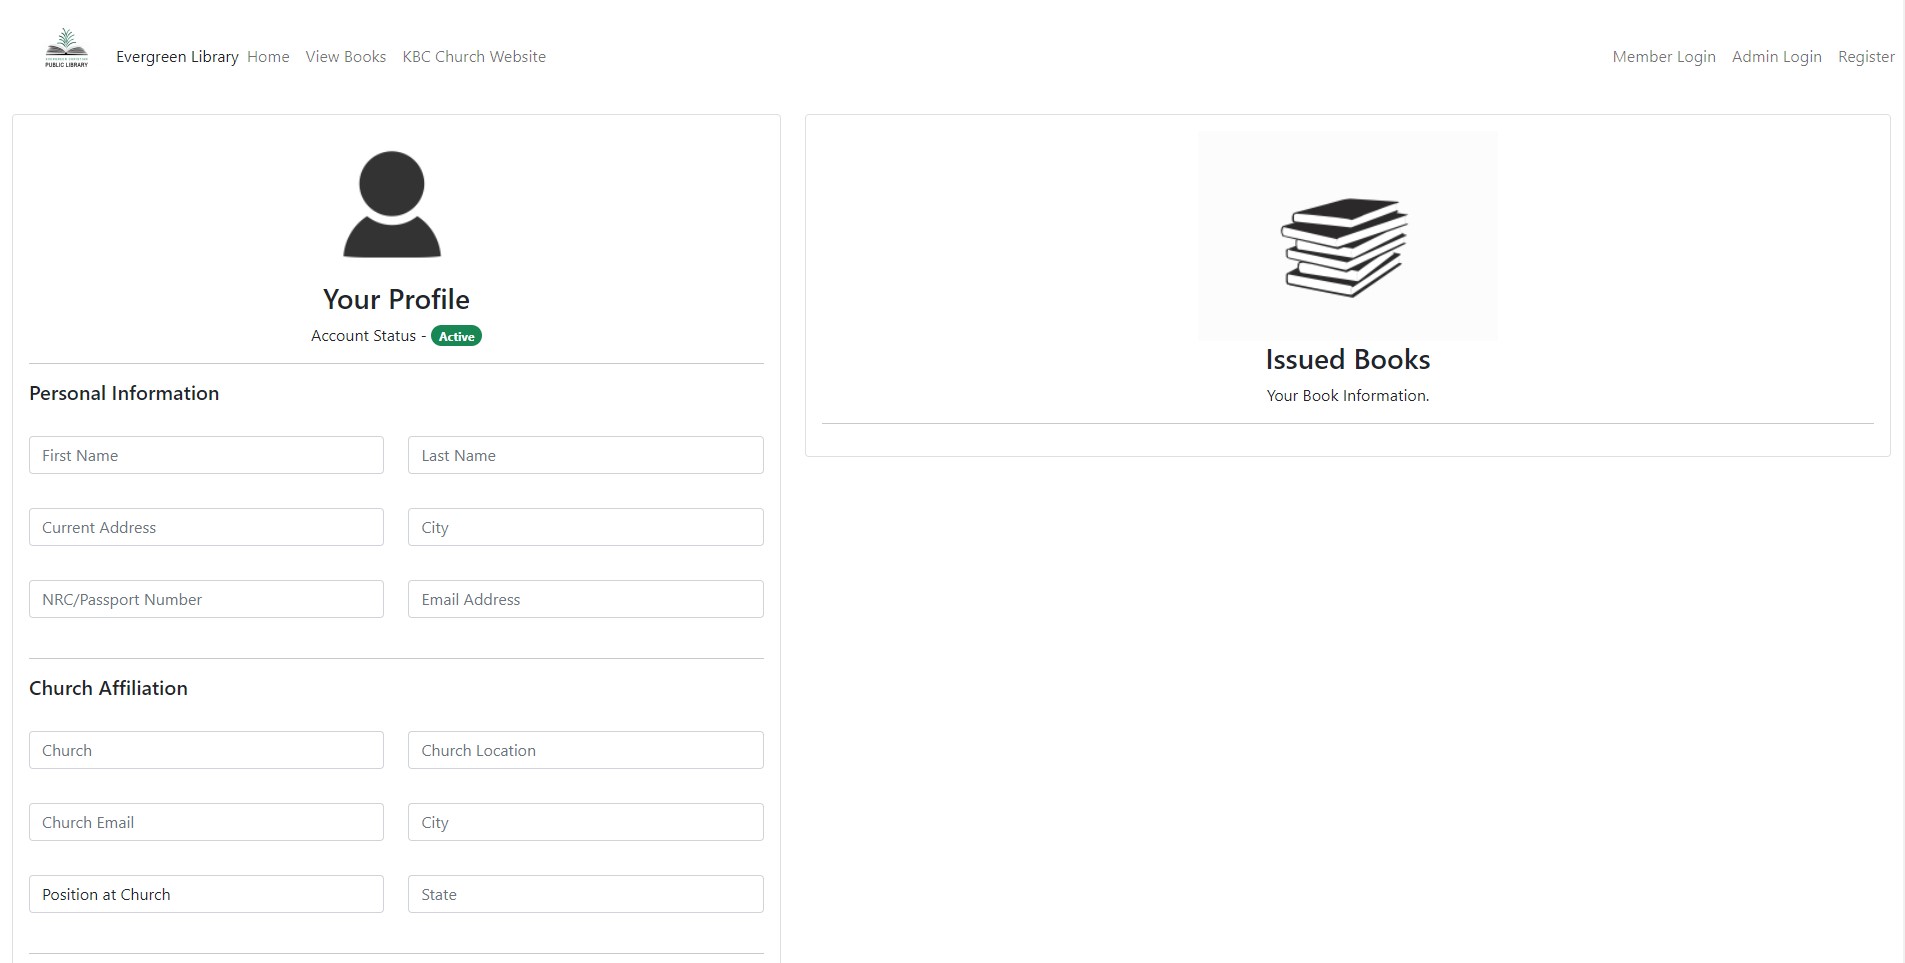 PUBLIC LIBRARY
Evergreen Library Home View Books KBC Church Website
Member Login Admin Login Register
Your Profile
Account Status - Active
Personal Information
First Name
Last Name
Current Address
City
NRC/Passport Number
Email Address
Church Affiliation
Church
Church Location
Church Email
City
Position at Church
State
Issued Books
Your Book Information.